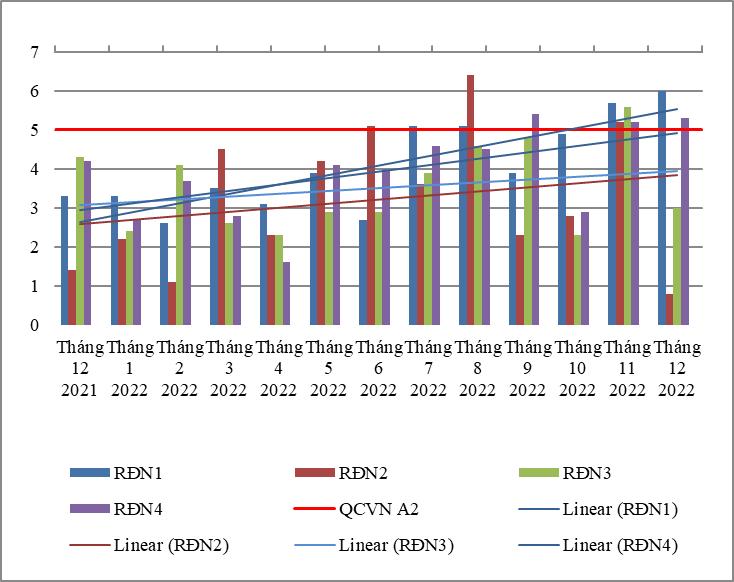 7
6
5
4
3
2
1
0
Tháng Tháng Tháng Tháng Tháng Tháng Tháng Tháng Tháng Tháng Tháng Tháng Tháng
12 1 2 3 4 5 6 7 8 9 10 11 12
2021 2022 2022 2022 2022 2022 2022 2022 2022 2022 2022 2022 2022
RĐN1 RĐN2 RĐN3
RĐN4 QCVN A2 Linear (RĐN1)
Linear (RĐN2) Linear (RĐN3) Linear (RĐN4)